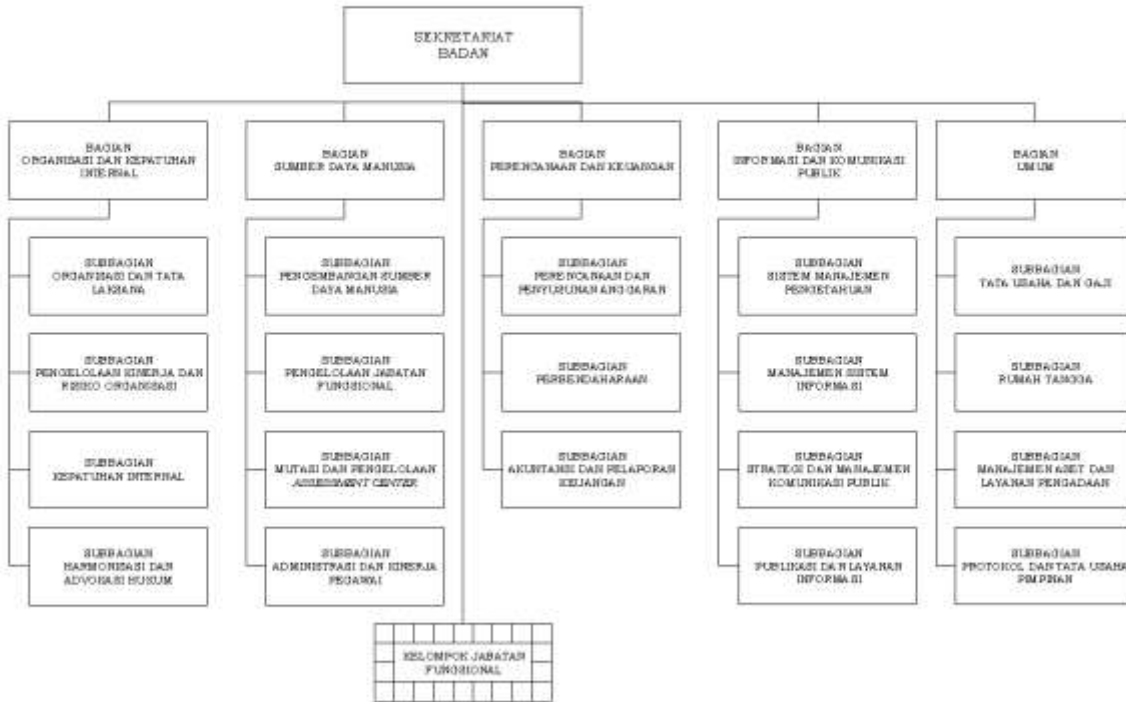 SEKRETARIAT
BADAN
BAGIAN
ORGANISASI DAN KEPATUHAN
INTERNAL
BAGIAN
SUMBER DAYA MANUSIA
BAGIAN
PERENCANAAN DAN KEUANGAN
BAGIAN
INFORMASI DAN KOMUNIKASI
PUBLIK
BAGIAN
UMUM
SUBBAGIAN
ORGANISASI DAN TATA
LAKSANA
SUBBAGIAN
PENGEMBANGAN SUMBER
DAYA MANUSIA
SUBBAGIAN
PERENCANAAN DAN
PENYUSUNAN ANGGARAN
SUBBAGIAN
SISTEM MANAJEMEN
PENGETAHUAN
SUBBAGIAN
TATA USAHA DAN GAJI
SUBBAGIAN
PENGELOLAAN KINERJA DAN
RISIKO ORGANISASI
SUBBAGIAN
PENGELOLAAN JABATAN
FUNGSIONAL
SUBBAGIAN
PERBENDAHARAAN
SUBBAGIAN
MANAJEMEN SISTEM
INFORMASI
SUBBAGIAN
RUMAH TANGGA
SUBBAGIAN
KEPATUHAN INTERNAL
SUBBAGIAN
MUTASI DAN PENGELOLAAN
ASSESSMENT CENTER
SUBBAGIAN
AKUNTANSI DAN PELAPORAN
KEUANGAN
SUBBAGIAN
STRATEGI DAN MANAJEMEN
KOMUNIKASI PUBLIK
SUBBAGIAN
MANAJEMEN ASET DAN
LAYANAN PENGADAAN
SUBBAGIAN
HARMONISASI DAN
ADVOKASI HUKUM
SUBBAGIAN
ADMINISTRASI DAN KINERJA
PEGAWAI
SUBBAGIAN
PUBLIKASI DAN LAYANAN
INFORMASI
SUBBAGIAN
PROTOKOL DAN TATA USAHA
PIMPINAN
KELOMPOK JABATAN
FUNGSIONAL